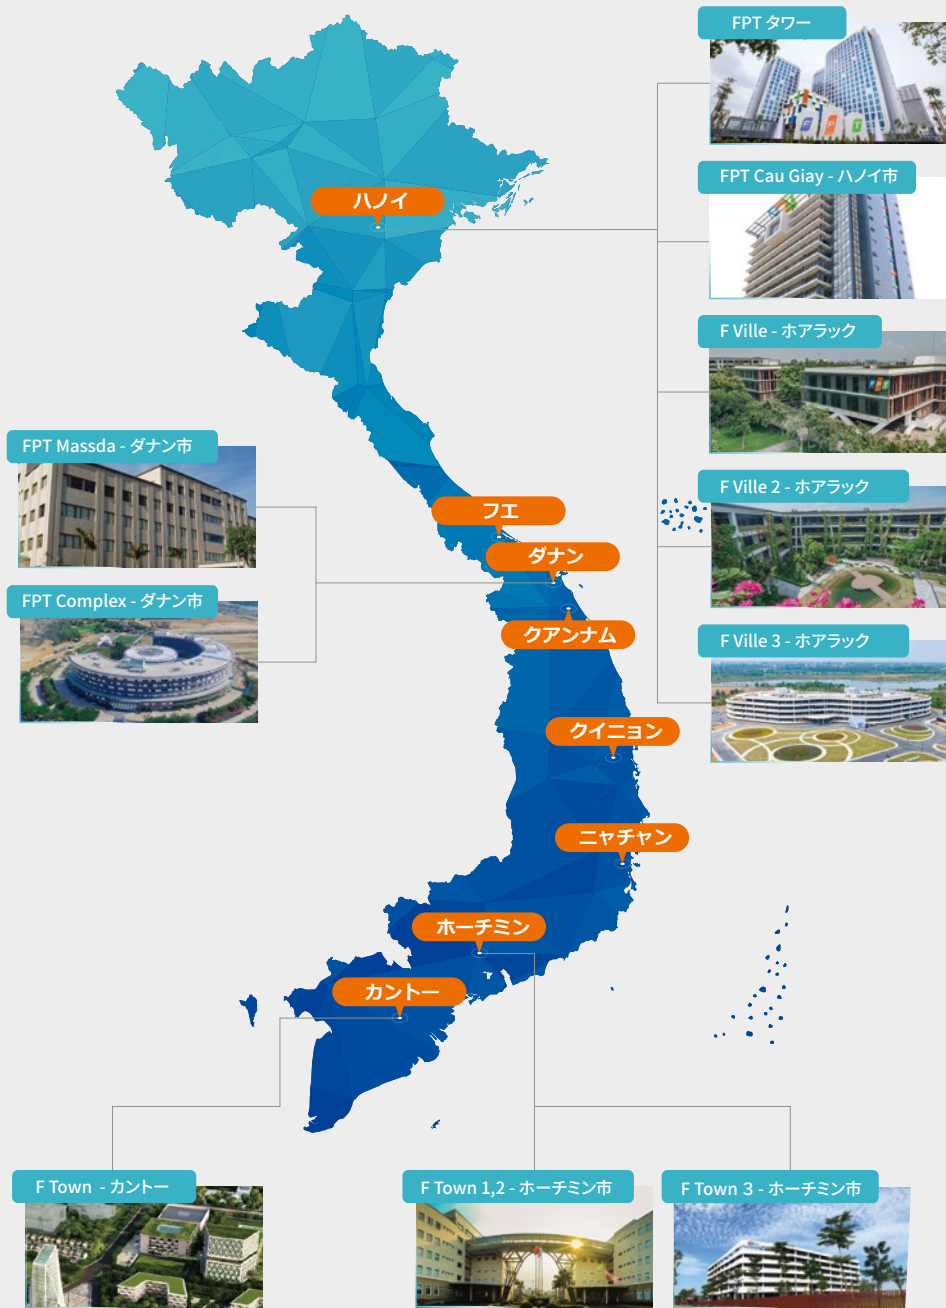 FPT タワー
FPT Cau Giay - ハノイ市
ハノイ
F Ville - ホアラック
FPT Massda - ダナン市
F Ville 2 - ホアラック
フエ
ダナン
FPT Complex - ダナン市
クアンナム
F Ville 3 - ホアラック
クイニョン
ニャチャン
ホーチミン
カントー
F Town - カントー
F Town 1,2 - ホーチミン市
F Town 3 - ホーチミン市